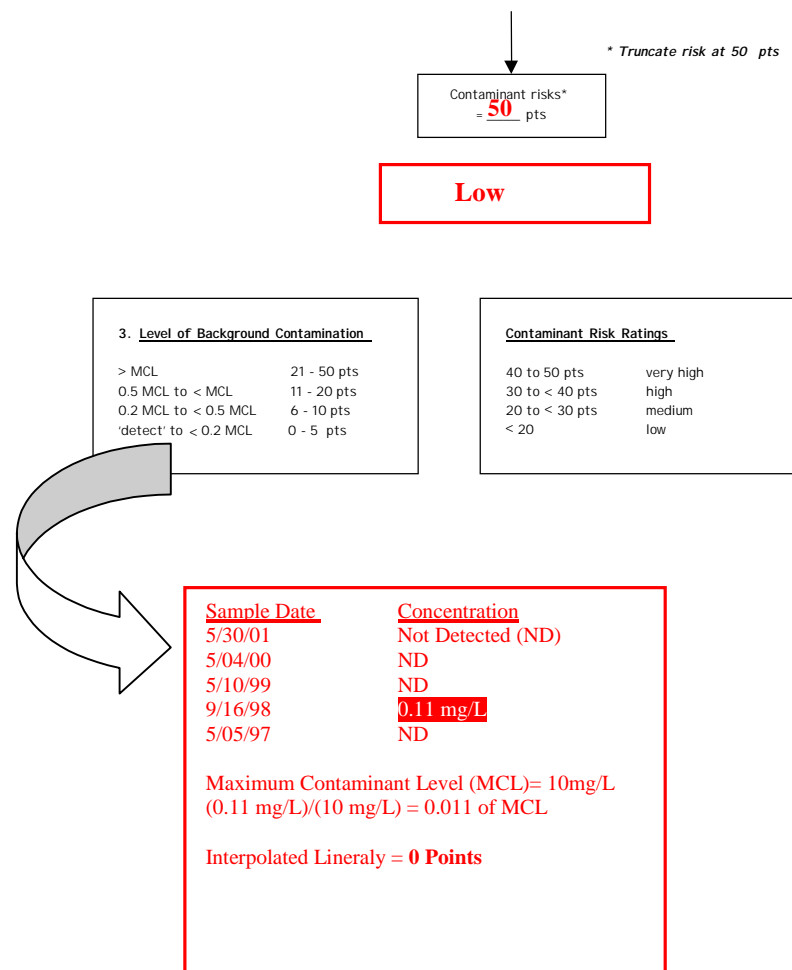 * Truncate risk at 50 pts
Contaminant risks*
= 50 pts
Low
3. Level of Background Contamination
> MCL 21 - 50 pts
0.5 MCL to < MCL 11 - 20 pts
0.2 MCL to < 0.5 MCL 6 - 10 pts
'detect' to < 0.2 MCL 0 - 5 pts
Contaminant Risk Ratings
40 to 50 pts very high
30 to < 40 pts high
20 to < 30 pts medium
< 20 low
Sample Date Concentration
5/30/01 Not Detected (ND)
5/04/00 ND
5/10/99 ND
9/16/98 0.11 mg/L
5/05/97 ND
Maximum Contaminant Level (MCL)= 10mg/L
(0.11 mg/L)/(10 mg/L) = 0.011 of MCL
Interpolated Lineraly = 0 Points